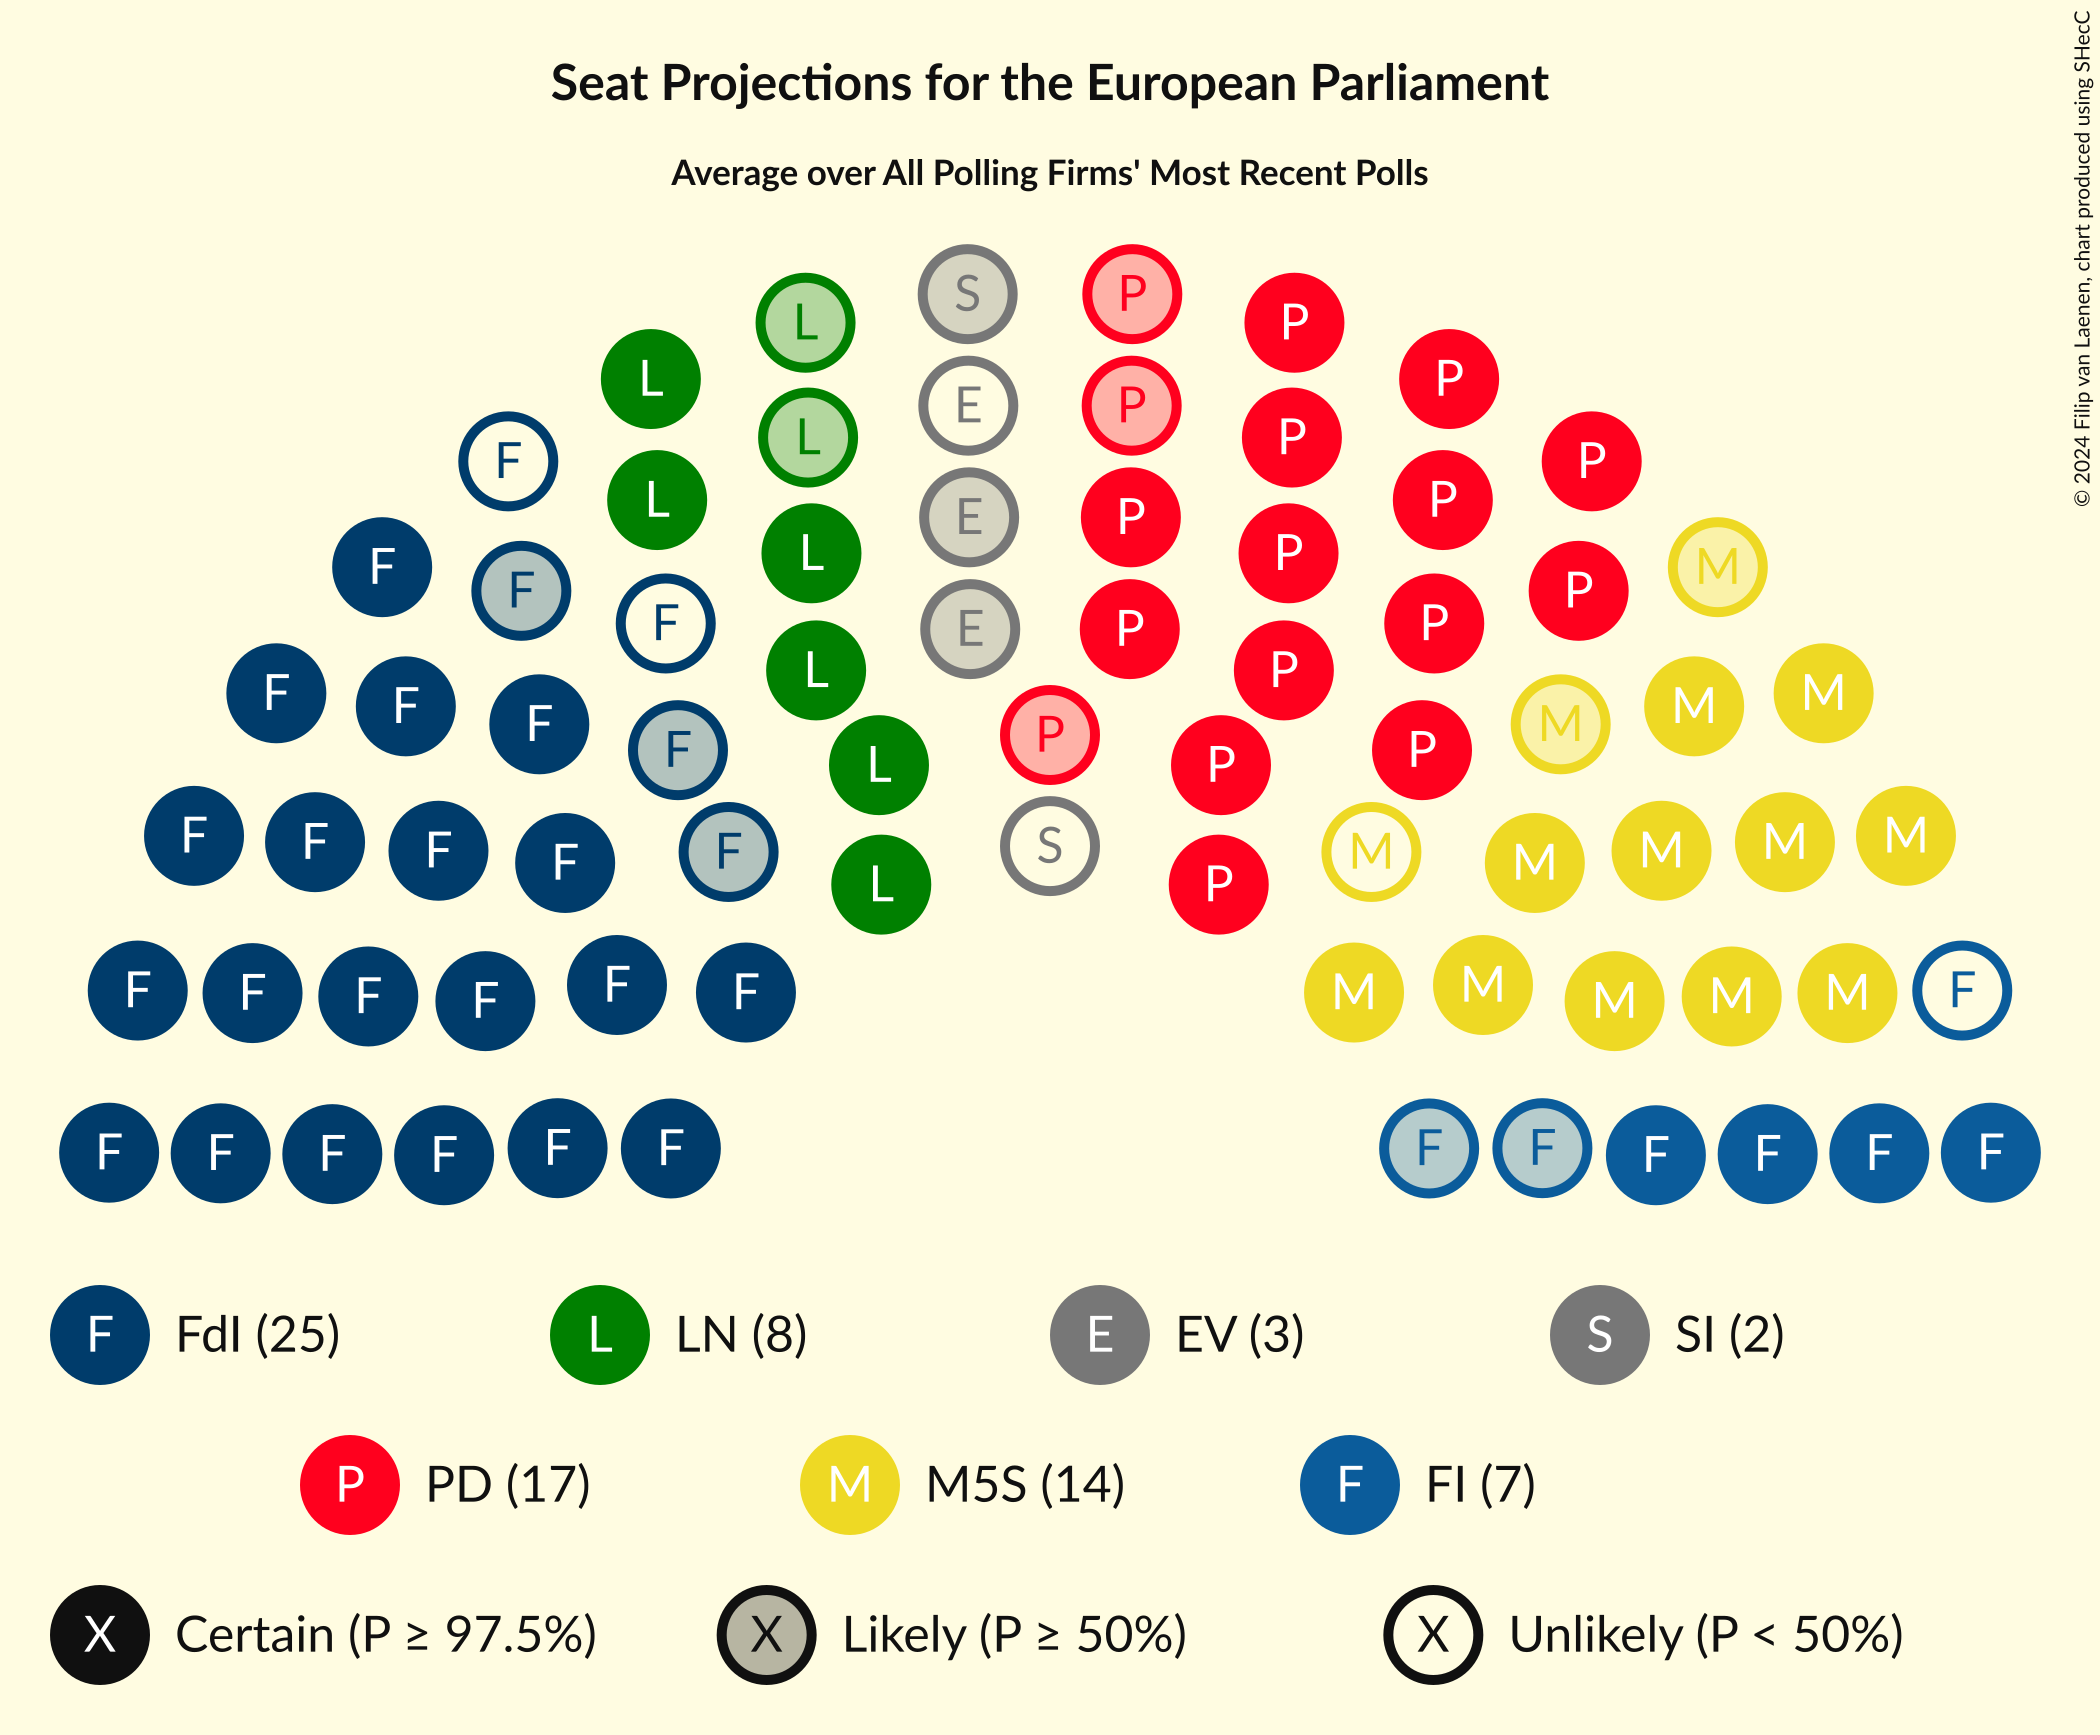 Seat Projections for the European Parliament
Average over All Polling Firms' Most Recent Polls
© 2024 Filip van Laenen, chart produced using SHecC
S P
L P
L P
E P
F L P P
L P
L P
E P
F M
L P
F P
F P
E P
L P
F F M M
F F M M
P
F P
L P
F F M M
S
F F M M
F M
F M
L P
F F M M
F F M F
F M
F M
F M
F F F F F F F F F F F F
F FdI (25) L LN (8) E EV (3) S SI (2)
P PD (17) M M5S (14) F FI (7)
X Certain (P ≥ 97.5%) X Likely (P ≥ 50%) X Unlikely (P < 50%)